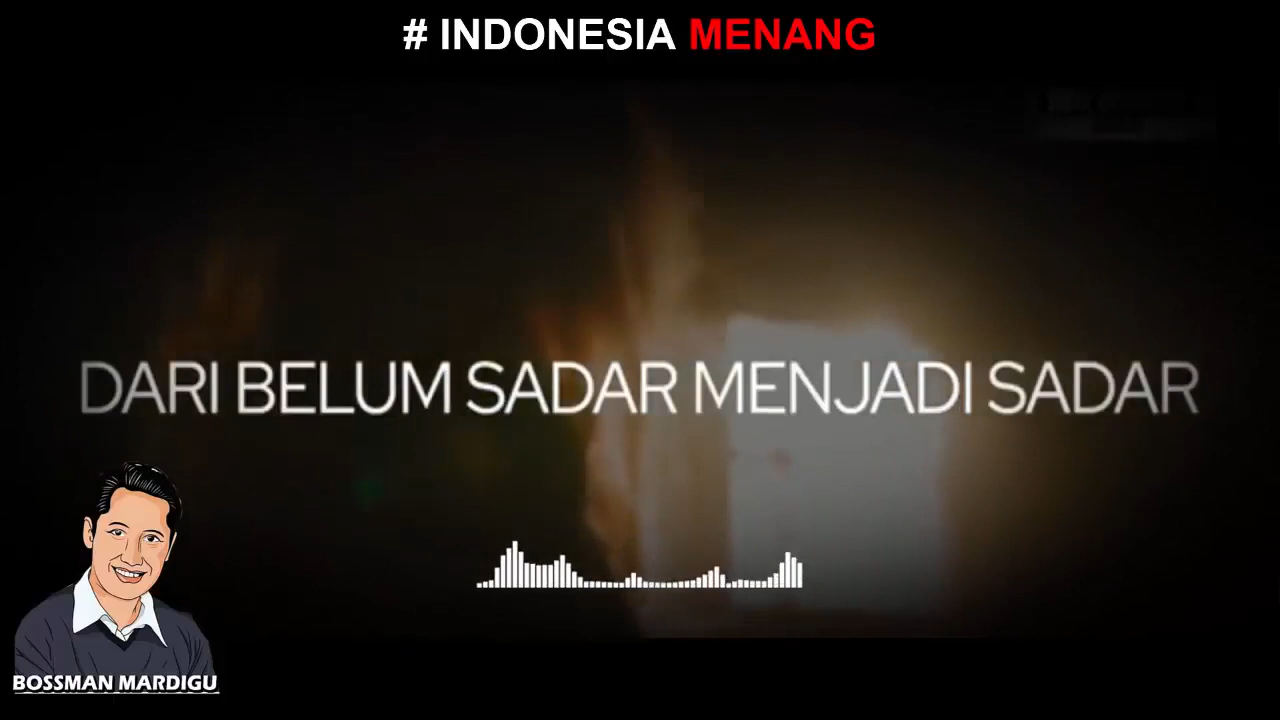 # INDONESIA MENANG
DARI BELUM SADAR MENJADI SADAR
BOSSMAN MARDIGU